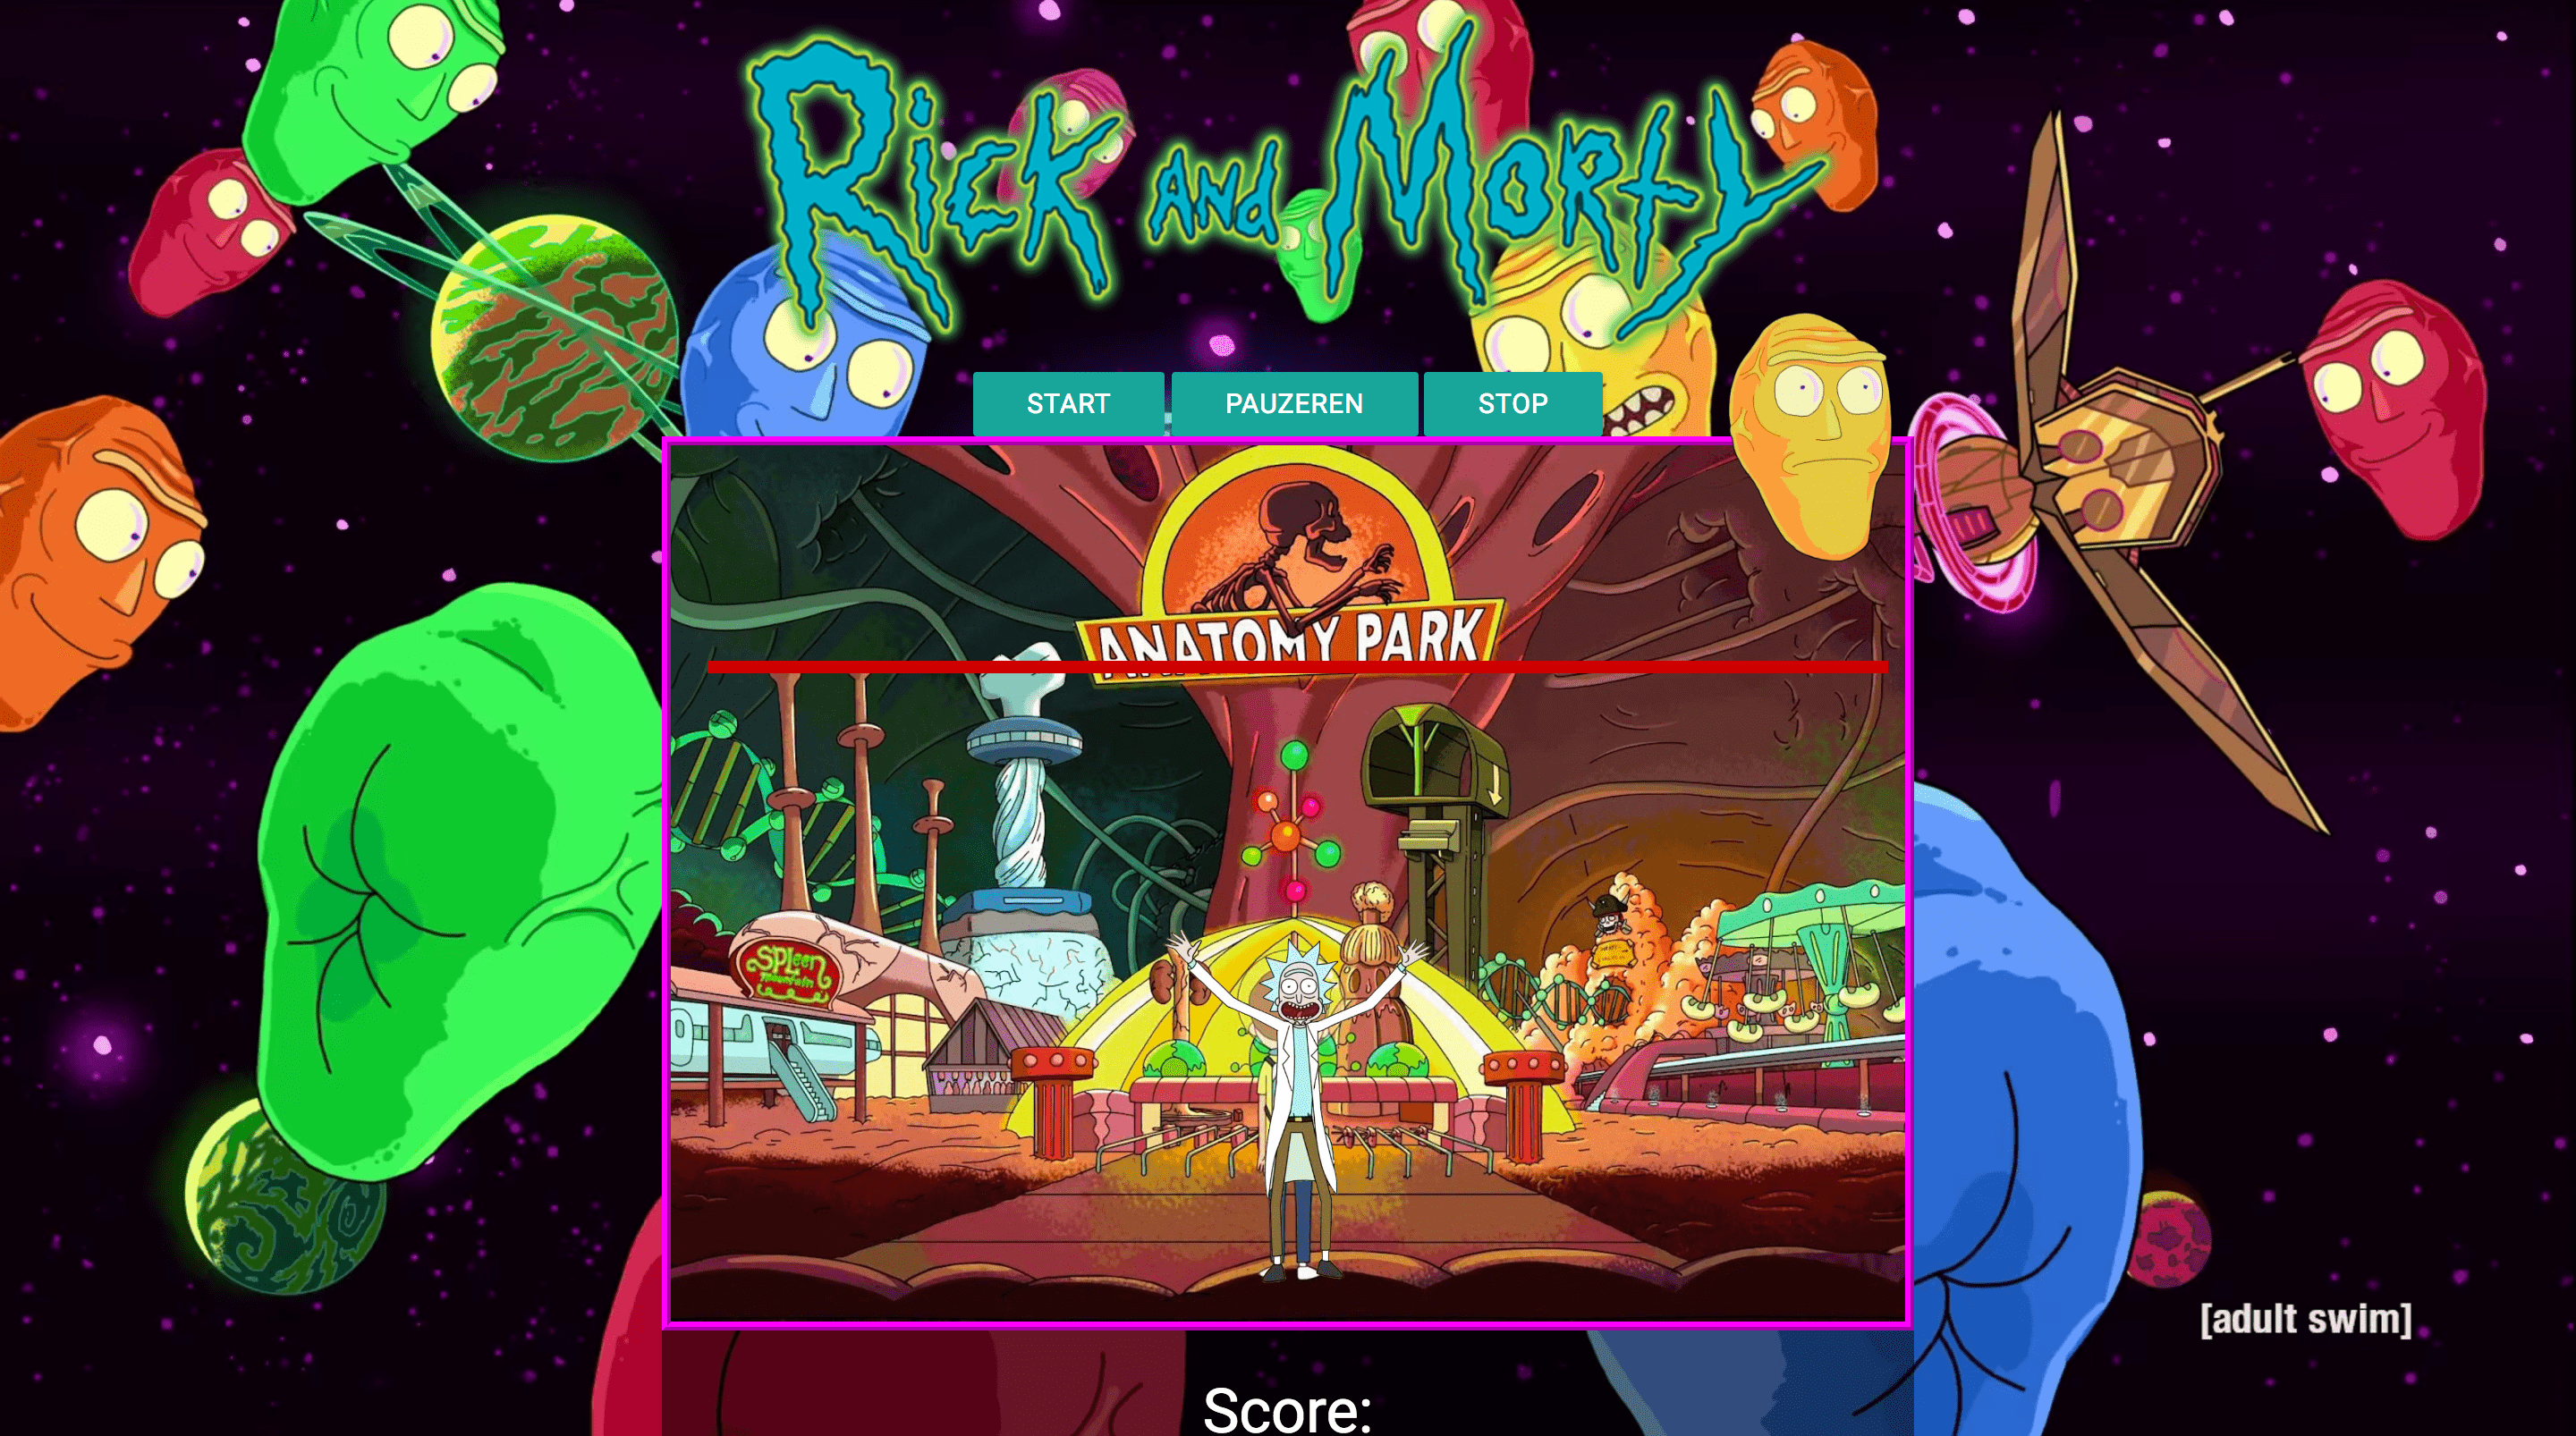 Rick and Morty
START PAUZEREN STOP
ANATOMY PARK
SPLeen
mountain
[adult swim]
Score: